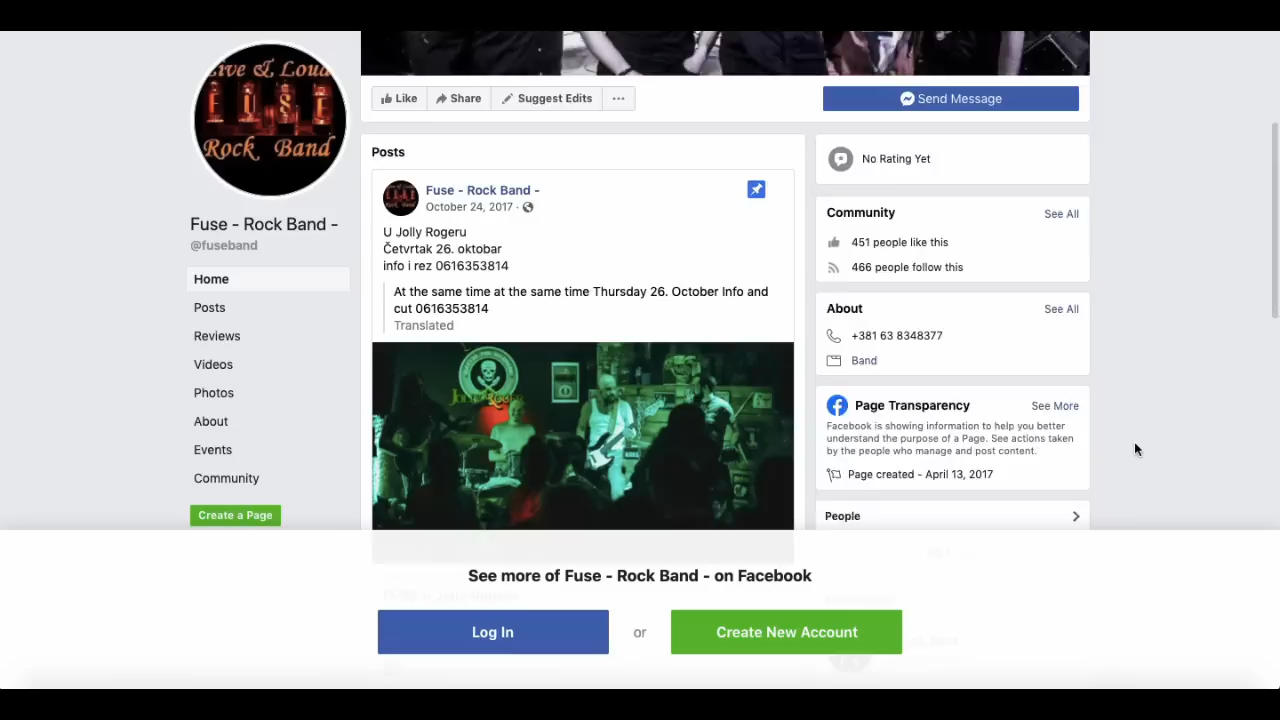 Live & Loud
FUSE
Rock Band
Fuse - Rock Band -
@fuseband
Home
Posts
Reviews
Videos
Photos
About
Events
Community
Create a Page
Like
Share
Suggest Edits
Send Message
Posts
Fuse - Rock Band -
October 24, 2017 ·
U Jolly Rogeru
Četvrtak 26. oktobar
info i rez 0616353814
At the same time at the same time Thursday 26. October Info and
cut 0616353814
Translated
No Rating Yet
Community
See All
451 people like this
466 people follow this
About
See All
+381 63 8348377
Band
Page Transparency
See More
Facebook is showing information to help you better
understand the purpose of a Page. See actions taken
by the people who manage and post content.
Page created - April 13, 2017
People
See more of Fuse - Rock Band - on Facebook
Log In
or
Create New Account